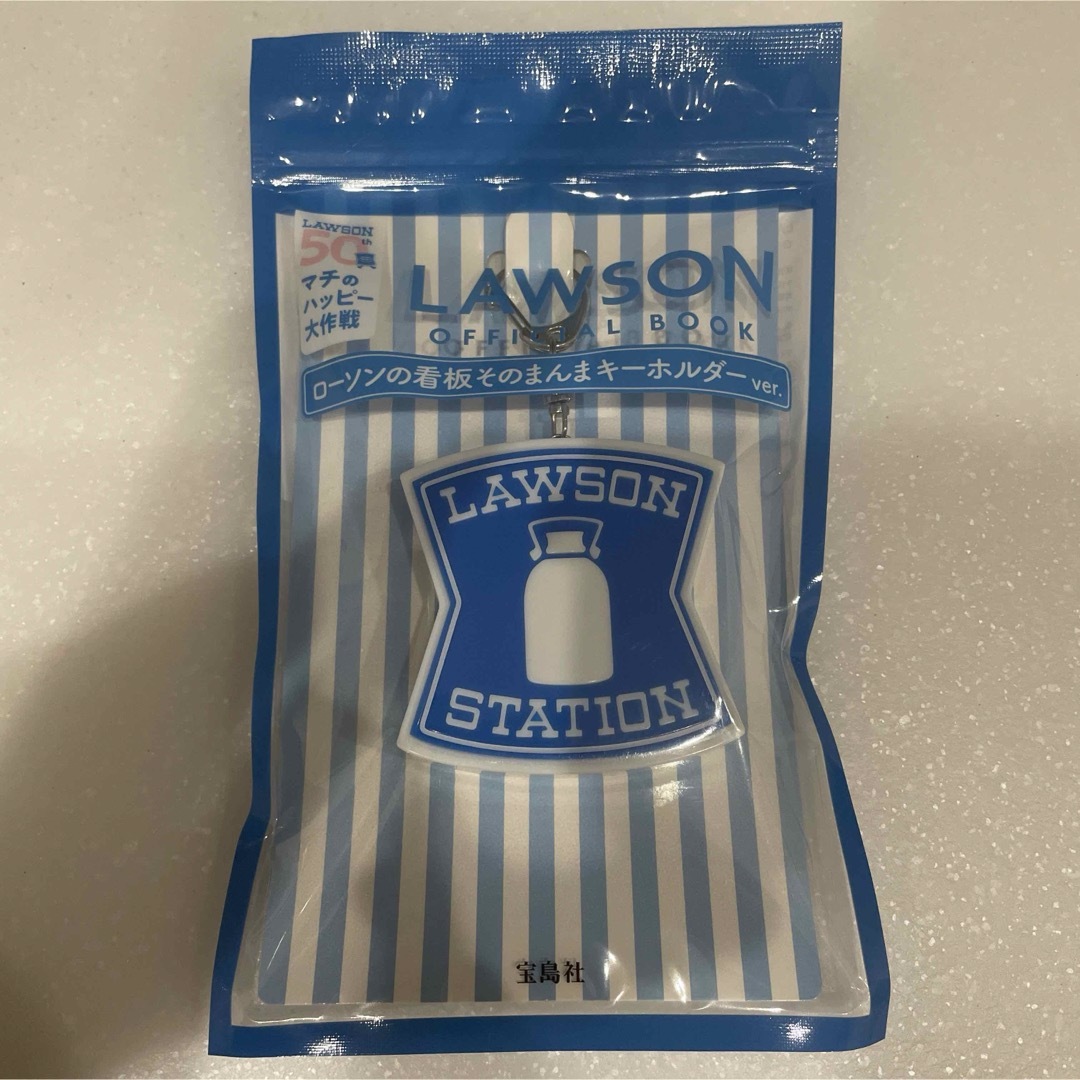 LAWSON
50th
マチの
ハッピー
大作戦
LAWSON
OFFICIAL BOOK
ローソンの看板そのまんまキーホルダー ver.
LAWSON
STATION
宝島社